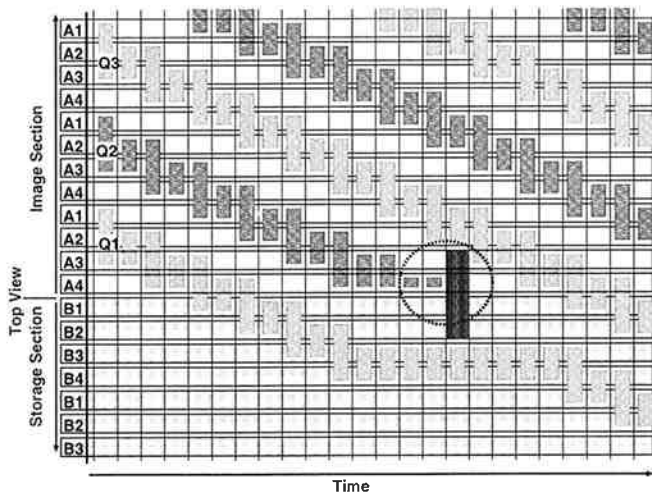 Top View
Image Section
Storage Section
A1
A2
Q3
A3
A4
A1
A2
Q2
A3
A4
A1
A2
Q1
A3
A4
B1
B2
B3
B4
B1
B2
B3
Time